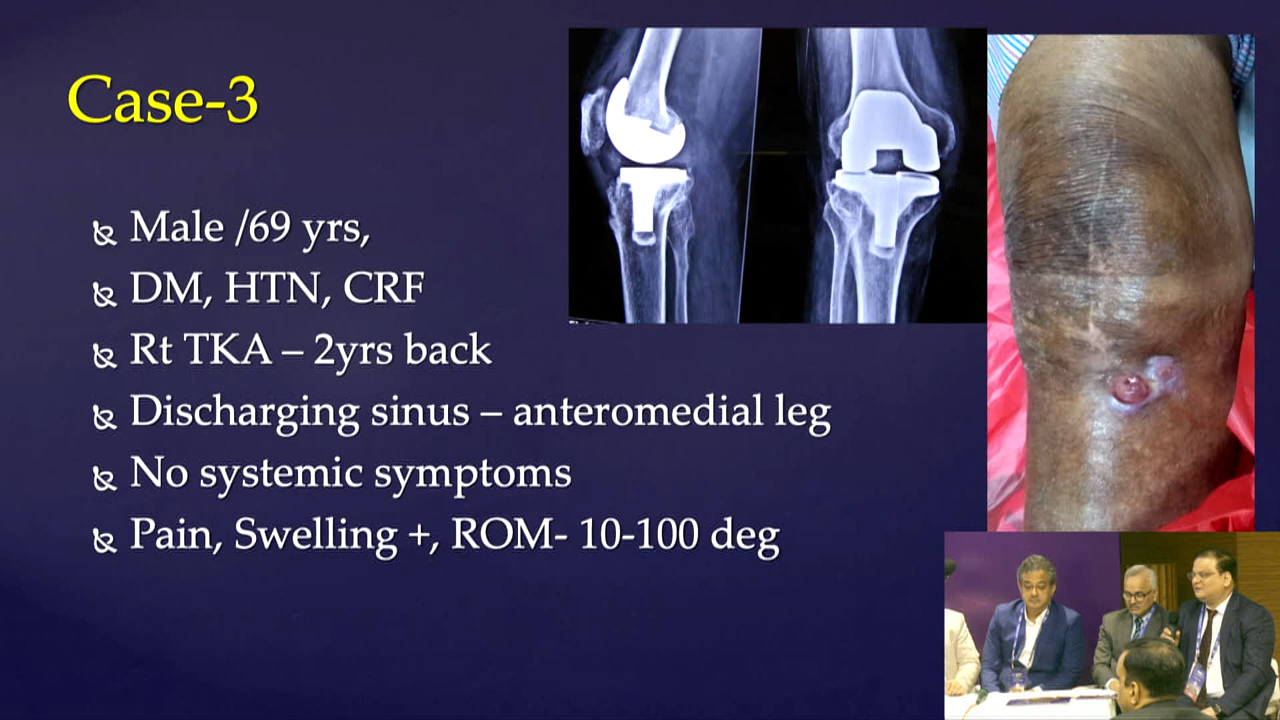 Case-3
Male /69 yrs,
DM, HTN, CRF
Rt TKA – 2yrs back
Discharging sinus – anteromedial leg
No systemic symptoms
Pain, Swelling +, ROM- 10-100 deg